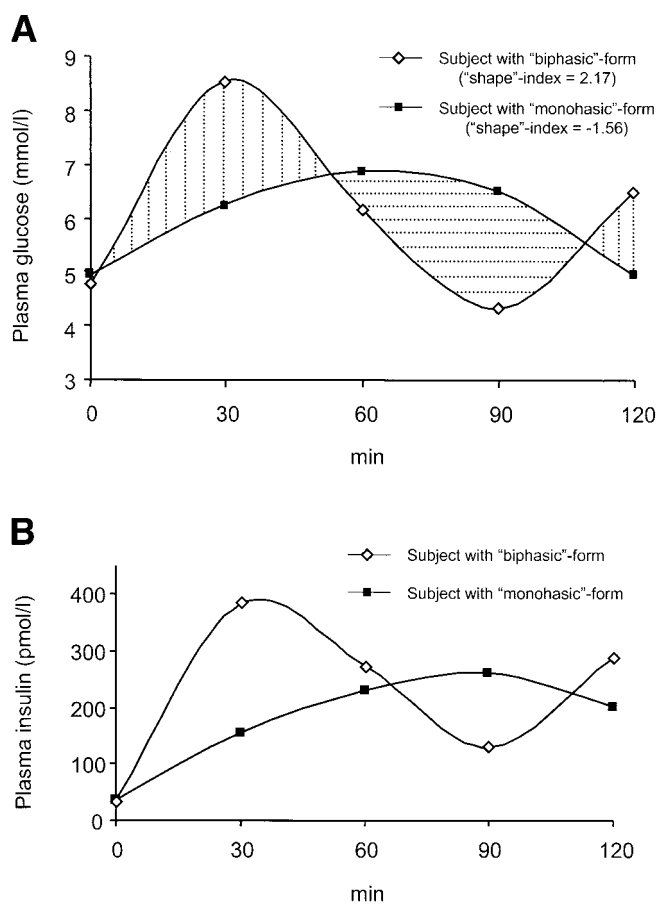 A
9
8
7
6
5
4
3
Plasma glucose (mmol/l)
Subject with "biphasic"-form
("shape"-index = 2.17)
Subject with "monohasic"-form
("shape"-index = -1.56)
0 30 60 90 120
min
B
400
300
200
100
0
Plasma insulin (pmol/l)
Subject with "biphasic"-form
Subject with "monohasic"-form
0 30 60 90 120
min